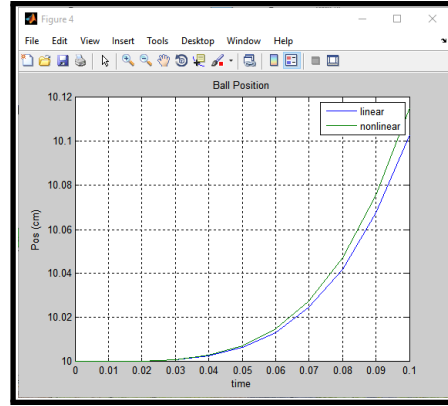 Figure 4
File Edit View Insert Tools Desktop Window Help
Ball Position
linear
nonlinear
10.12
10.1
10.08
10.06
10.04
10.02
10
Pos (cm)
0 0.01 0.02 0.03 0.04 0.05 0.06 0.07 0.08 0.09 0.1
time